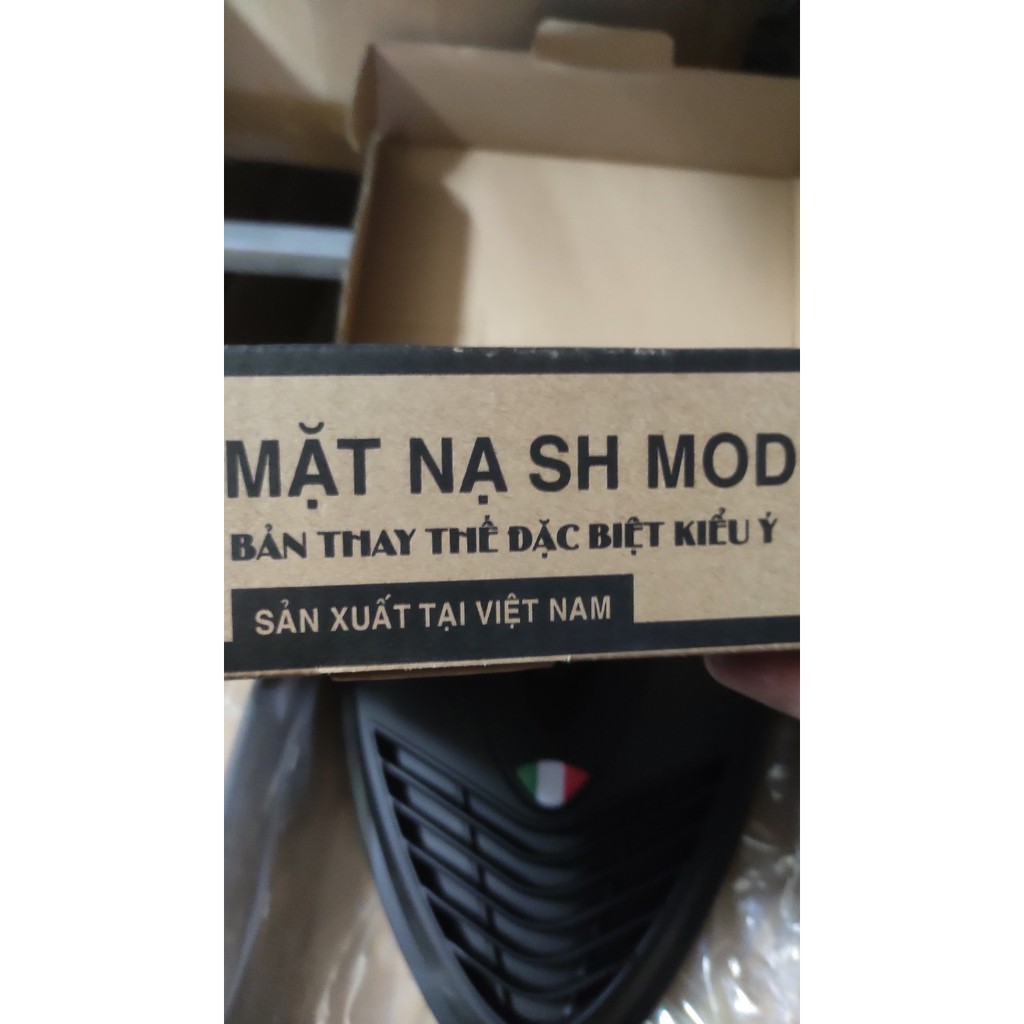 MẶT NẠ SH MOD
BẢN THAY THẾ ĐẶC BIỆT KIỂU Ý
SẢN XUẤT TẠI VIỆT NAM